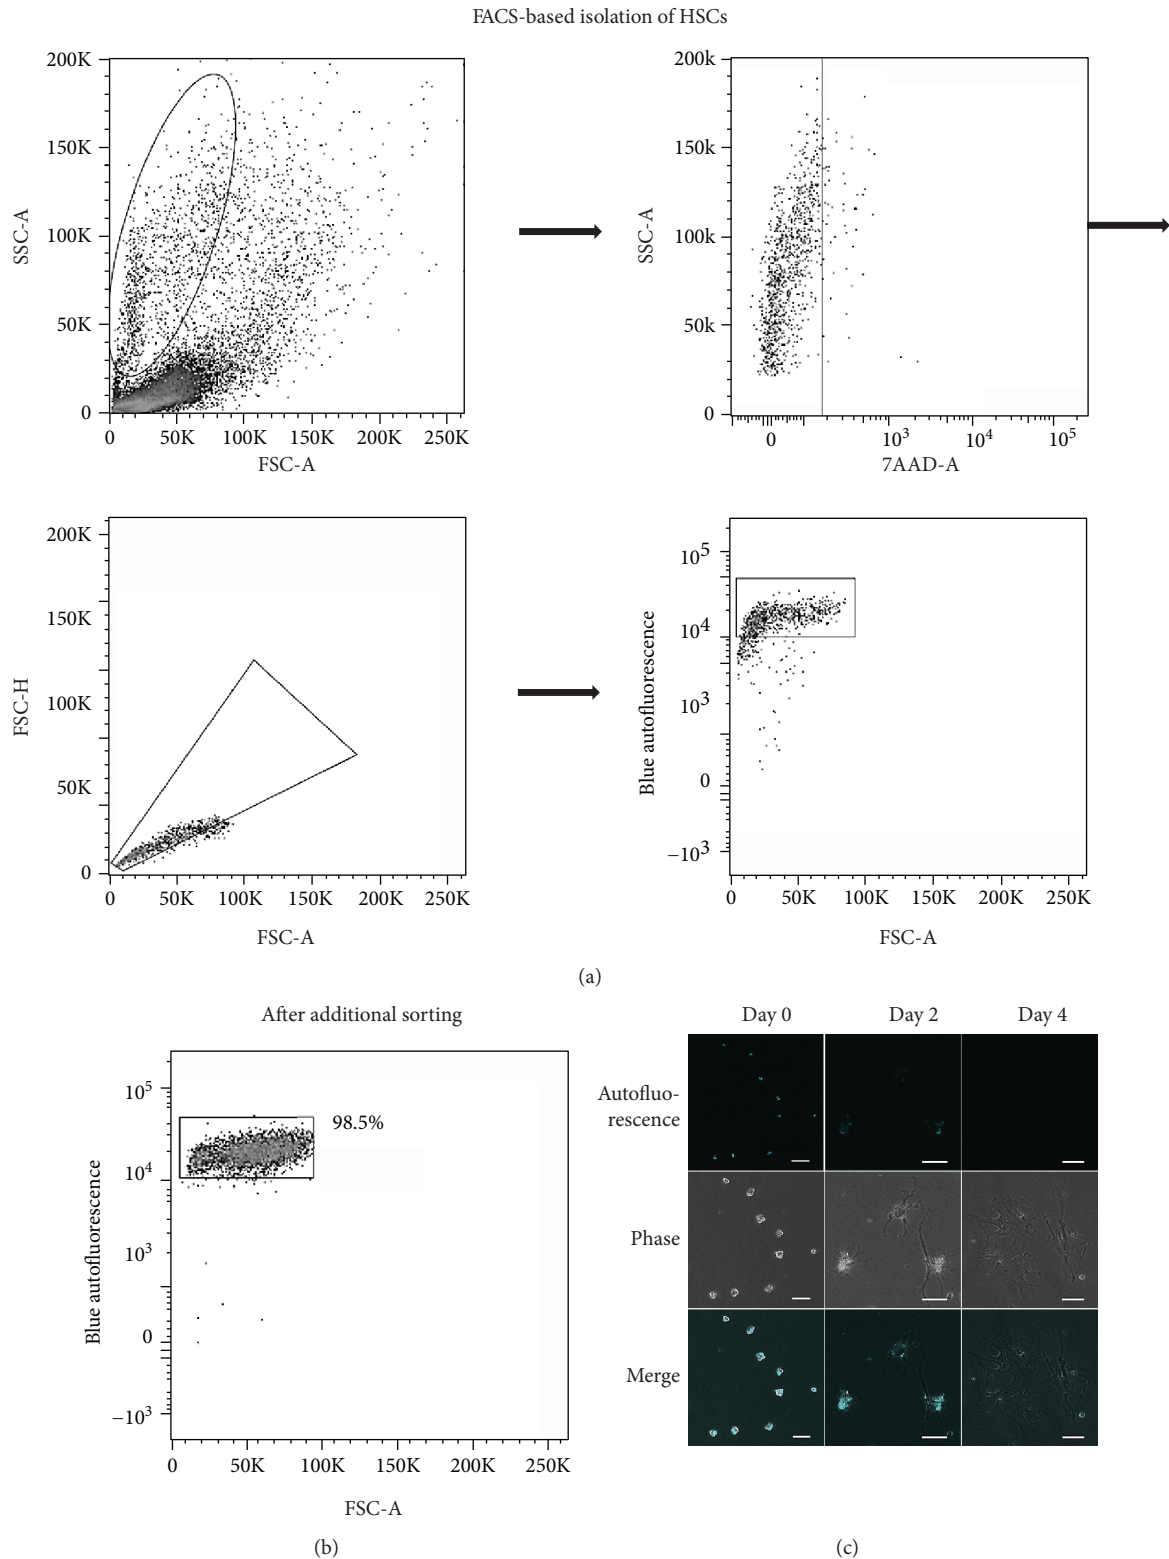 FACS-based isolation of HSCs
200K
150K
100K
50K
0
SSC-A
0 50K 100K 150K 200K 250K
FSC-A
200k
150k
100k
50k
0
SSC-A
0 10³ 10⁴ 10⁵
7AAD-A
200K
150K
100K
50K
0
FSC-H
0 50K 100K 150K 200K 250K
FSC-A
10⁵
10⁴
10³
0
−10³
Blue autofluorescence
0 50K 100K 150K 200K 250K
FSC-A
(a)
After additional sorting
98.5%
10⁵
10⁴
10³
0
−10³
Blue autofluorescence
0 50K 100K 150K 200K 250K
FSC-A
(b)
Day 0 Day 2 Day 4
Autofluo-
rescence
Phase
Merge
(c)